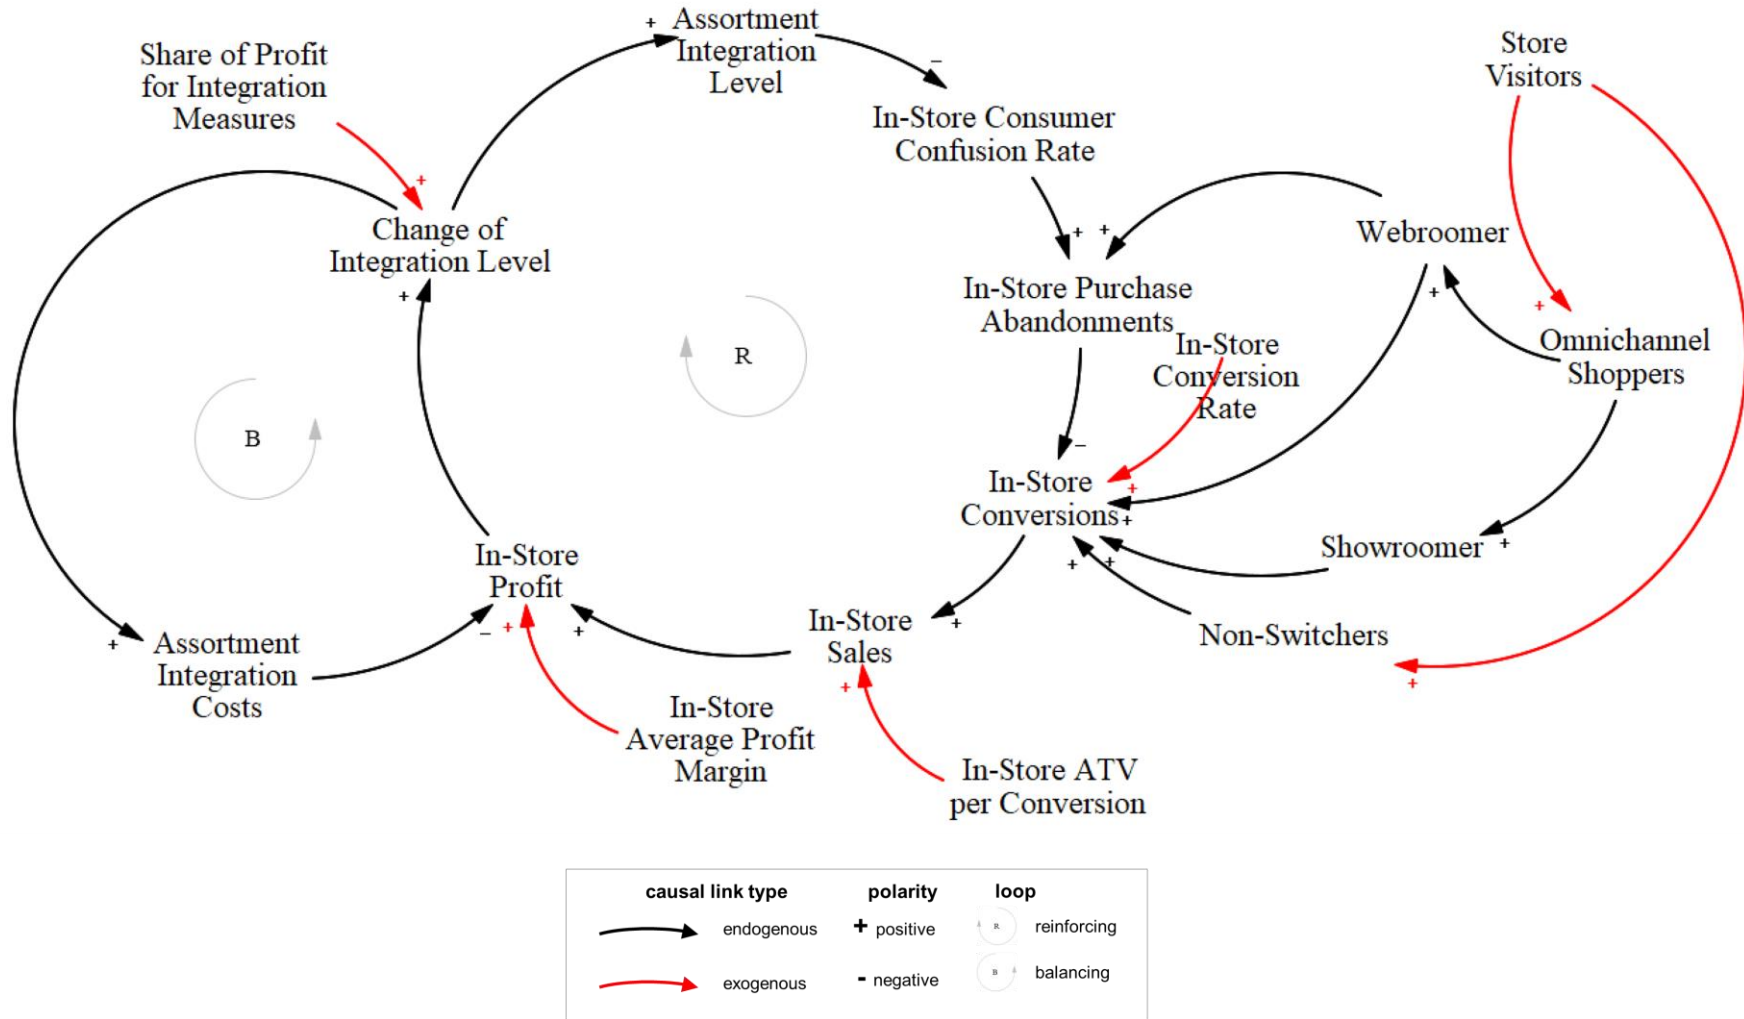 Assortment
Integration
Level
+
Share of Profit
for Integration
Measures
+
Store
Visitors
−
In-Store Consumer
Confusion Rate
Change of
Integration Level
+
+
+
Webroomer
+
In-Store Purchase
Abandonments
+
Omnichannel
Shoppers
In-Store
Conversion
Rate
R
B
−
In-Store
Conversions
+
+
+
+
Showroomer
+
In-Store
Profit
−
+
+
In-Store
Sales
+
+
Non-Switchers
+
+
Assortment
Integration
Costs
In-Store
Average Profit
Margin
In-Store ATV
per Conversion
causal link type
polarity
loop
endogenous
+ positive
R
reinforcing
exogenous
- negative
B
balancing